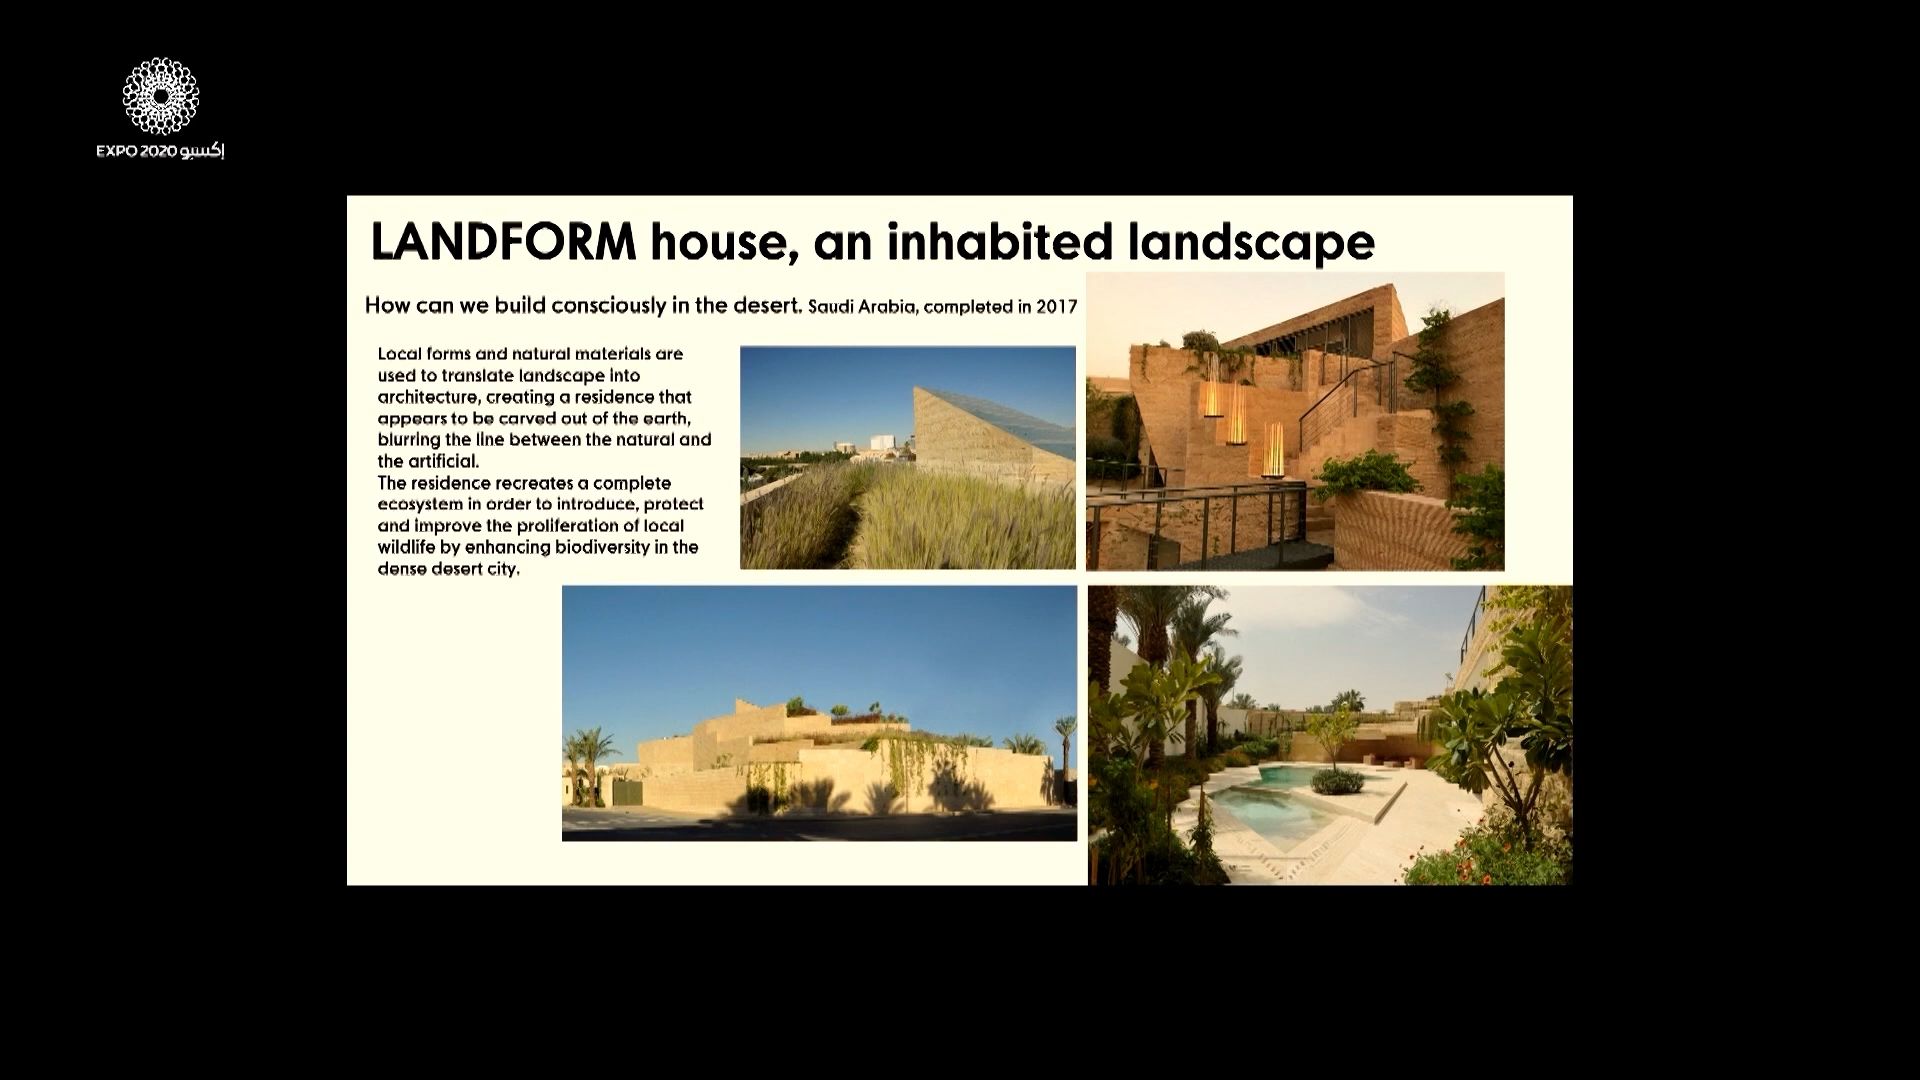 EXPO 2020 إكسبو
LANDFORM house, an inhabited landscape
How can we build consciously in the desert. Saudi Arabia, completed in 2017
Local forms and natural materials are
used to translate landscape into
architecture, creating a residence that
appears to be carved out of the earth,
blurring the line between the natural and
the artificial.
The residence recreates a complete
ecosystem in order to introduce, protect
and improve the proliferation of local
wildlife by enhancing biodiversity in the
dense desert city.